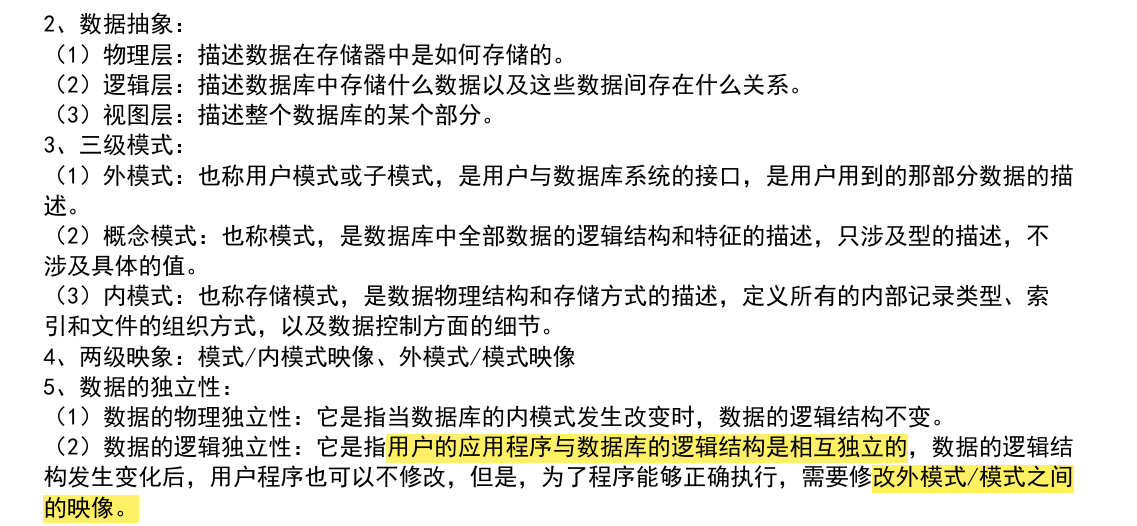 2、数据抽象：
（1）物理层：描述数据在存储器中是如何存储的。
（2）逻辑层：描述数据库中存储什么数据以及这些数据间存在什么关系。
（3）视图层：描述整个数据库的某个部分。
3、三级模式：
（1）外模式：也称用户模式或子模式，是用户与数据库系统的接口，是用户用到的那部分数据的描
述。
（2）概念模式：也称模式，是数据库中全部数据的逻辑结构和特征的描述，只涉及型的描述，不
涉及具体的值。
（3）内模式：也称存储模式，是数据物理结构和存储方式的描述，定义所有的内部记录类型、索
引和文件的组织方式，以及数据控制方面的细节。
4、两级映象：模式/内模式映像、外模式/模式映像
5、数据的独立性：
（1）数据的物理独立性：它是指当数据库的内模式发生改变时，数据的逻辑结构不变。
（2）数据的逻辑独立性：它是指用户的应用程序与数据库的逻辑结构是相互独立的，数据的逻辑结
构发生变化后，用户程序也可以不修改，但是，为了程序能够正确执行，需要修改外模式/模式之间
的映像。